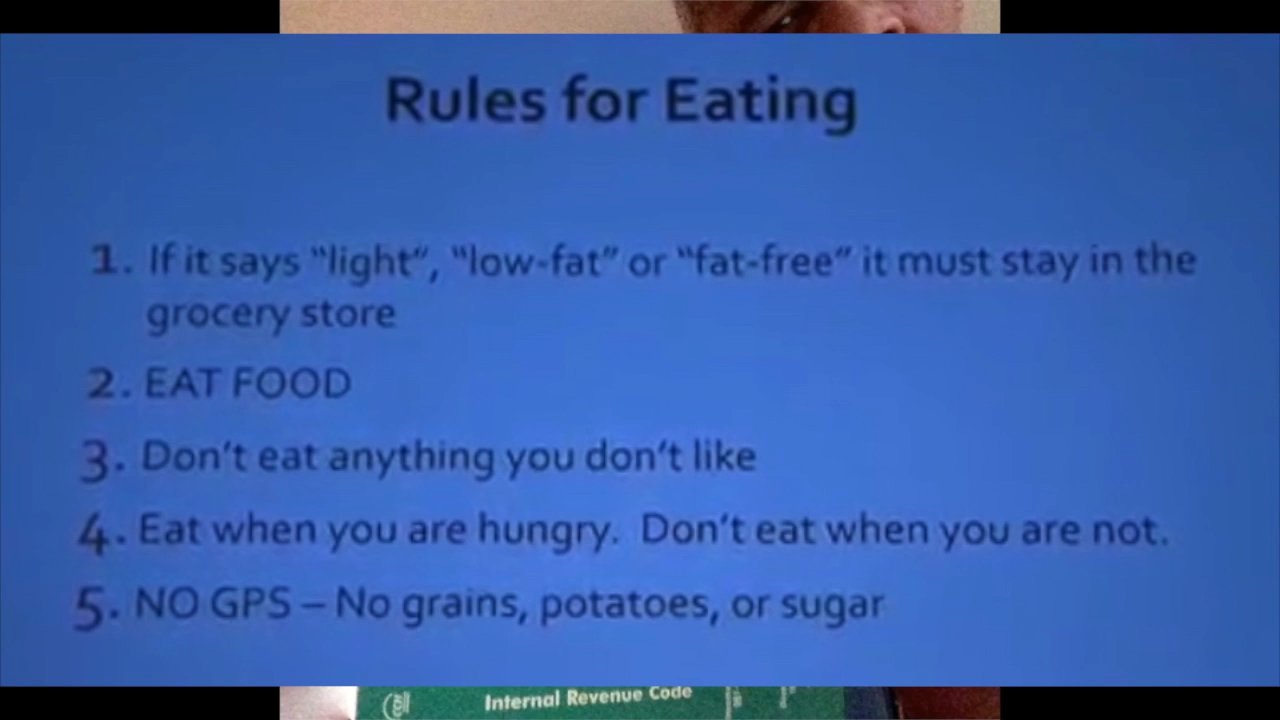 Rules for Eating
1. If it says “light”, “low-fat” or “fat-free” it must stay in the
grocery store
2. EAT FOOD
3. Don’t eat anything you don’t like
4. Eat when you are hungry.  Don’t eat when you are not.
5. NO GPS – No grains, potatoes, or sugar
Internal Revenue Code